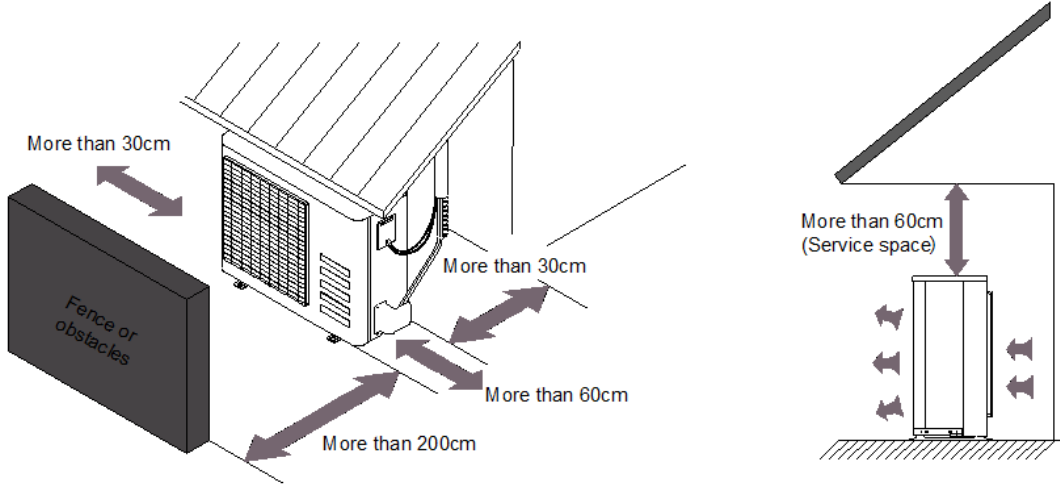 More than 30cm
Fence or
obstacles
More than 30cm
More than 60cm
More than 200cm
More than 60cm
(Service space)